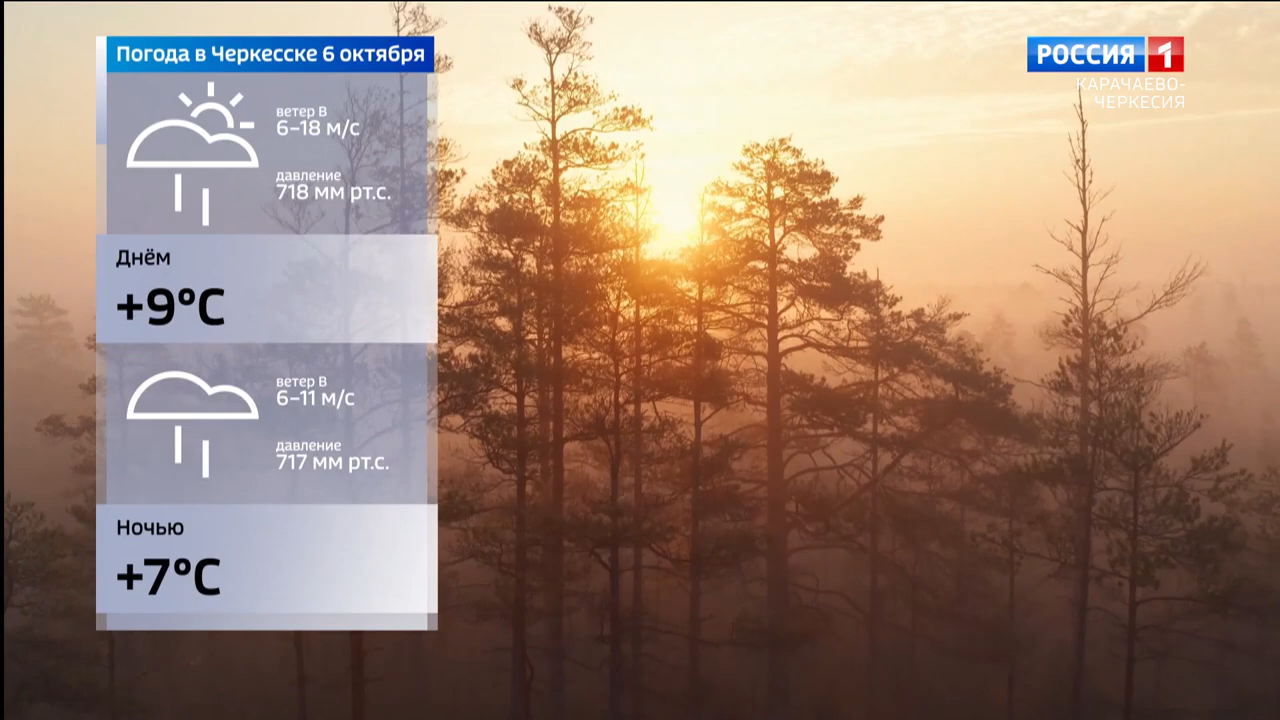 Погода в Черкесске 6 октября
ветер В
6–18 м/с
давление
718 мм рт.с.
Днём
+9°C
ветер В
6–11 м/с
давление
717 мм рт.с.
Ночью
+7°C
РОССИЯ 1
КАРАЧАЕВО-
ЧЕРКЕСИЯ